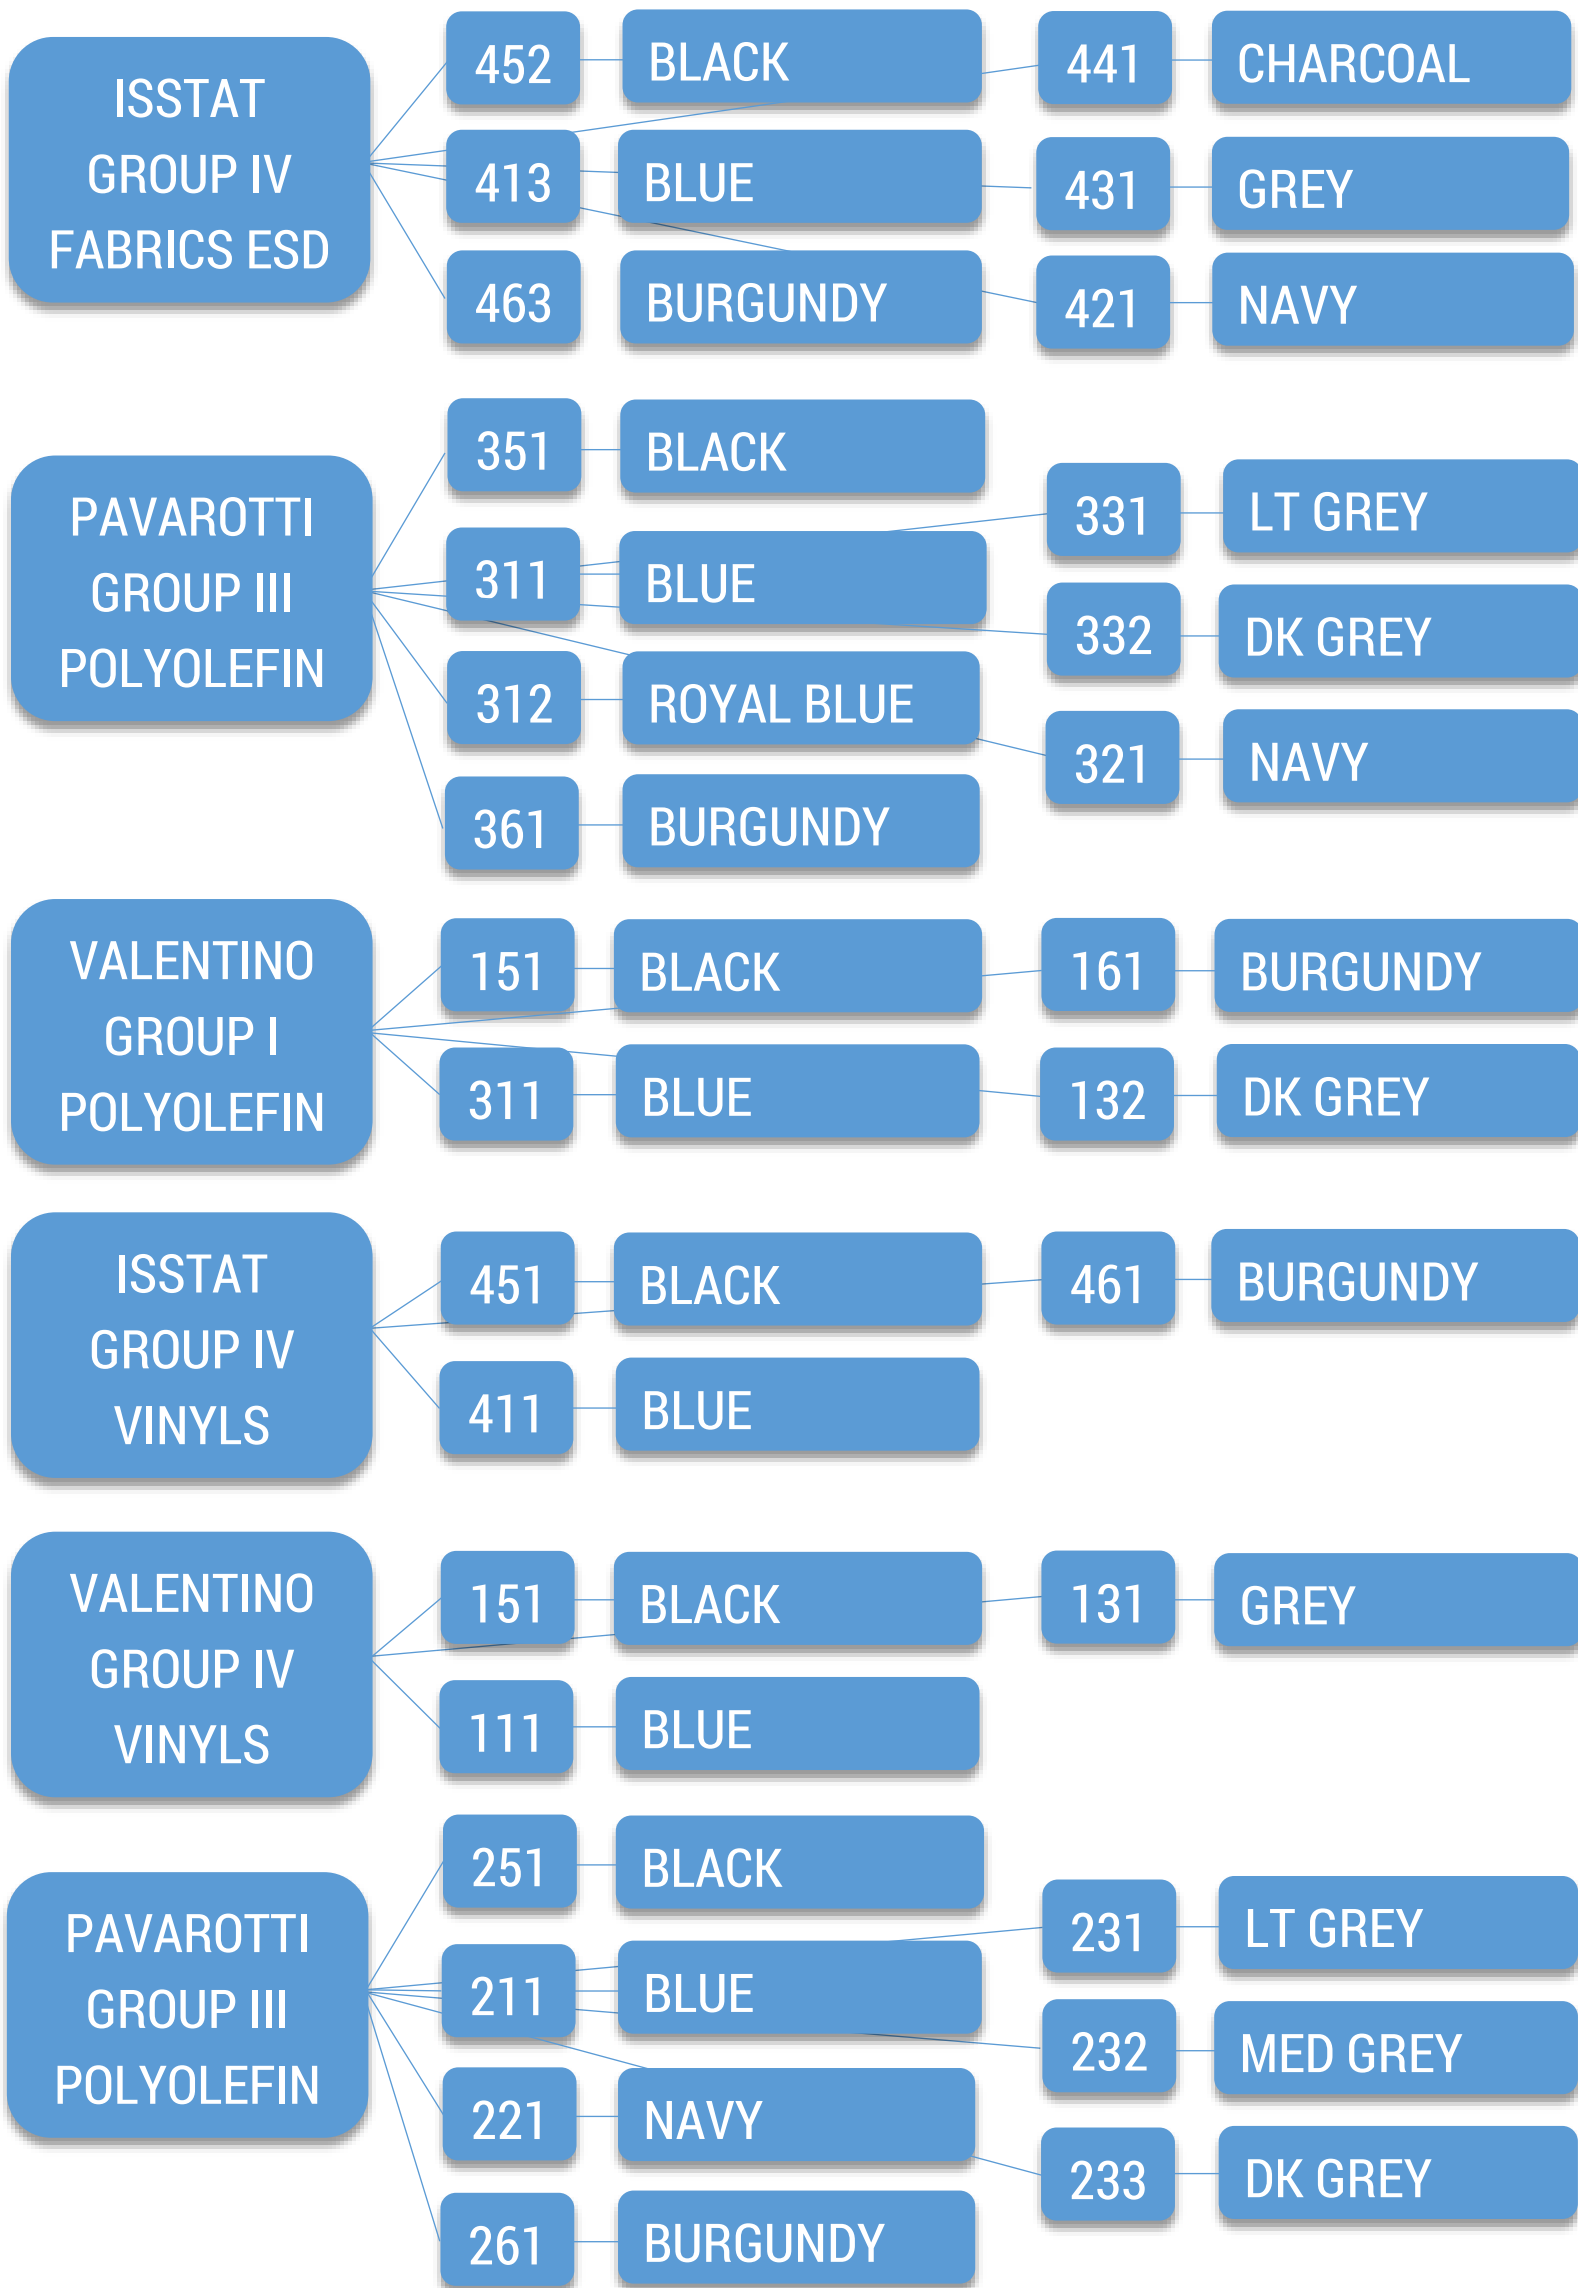 ISSTAT
GROUP IV
FABRICS ESD
452 BLACK 441 CHARCOAL
413 BLUE 431 GREY
463 BURGUNDY 421 NAVY
PAVAROTTI
GROUP III
POLYOLEFIN
351 BLACK
331 LT GREY
311 BLUE
332 DK GREY
312 ROYAL BLUE
321 NAVY
361 BURGUNDY
VALENTINO
GROUP I
POLYOLEFIN
151 BLACK 161 BURGUNDY
311 BLUE 132 DK GREY
ISSTAT
GROUP IV
VINYLS
451 BLACK 461 BURGUNDY
411 BLUE
VALENTINO
GROUP IV
VINYLS
151 BLACK 131 GREY
111 BLUE
PAVAROTTI
GROUP III
POLYOLEFIN
251 BLACK
231 LT GREY
211 BLUE
232 MED GREY
221 NAVY
233 DK GREY
261 BURGUNDY